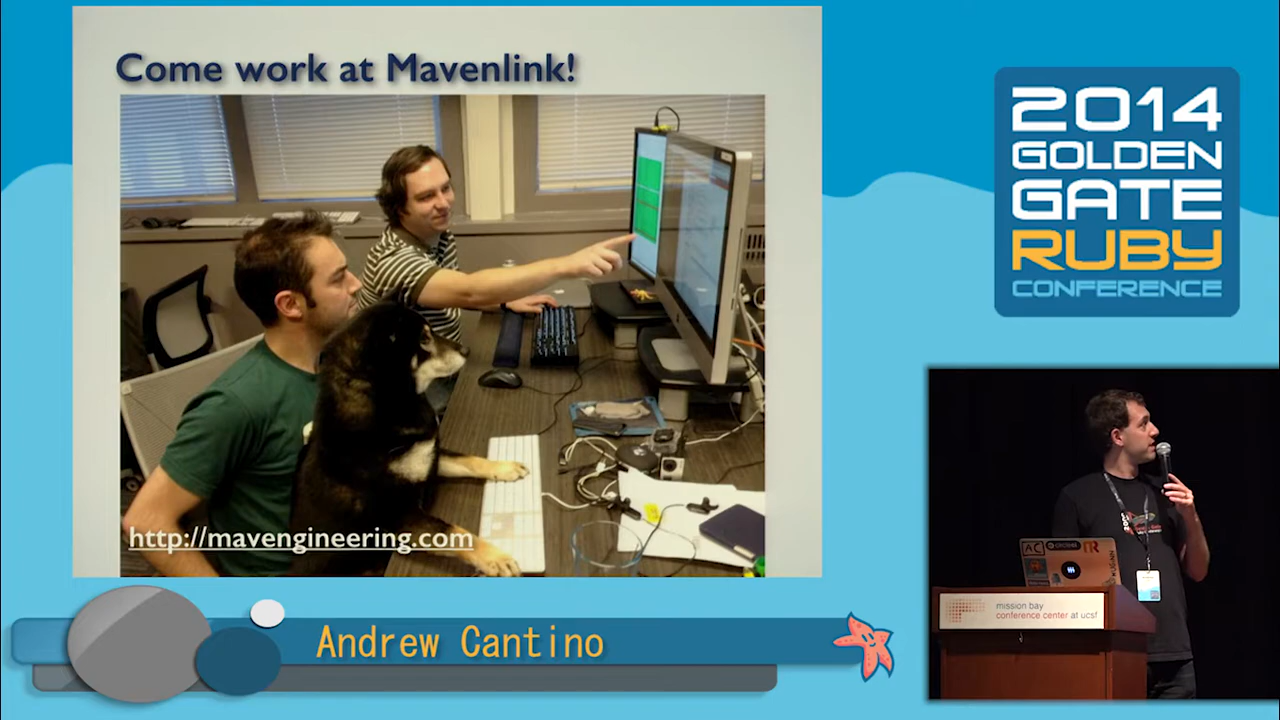 Come work at Mavenlink!
http://mavengineering.com
2014
GOLDEN
GATE
RUBY
CONFERENCE
mission bay
conference center at ucsf
Andrew Cantino